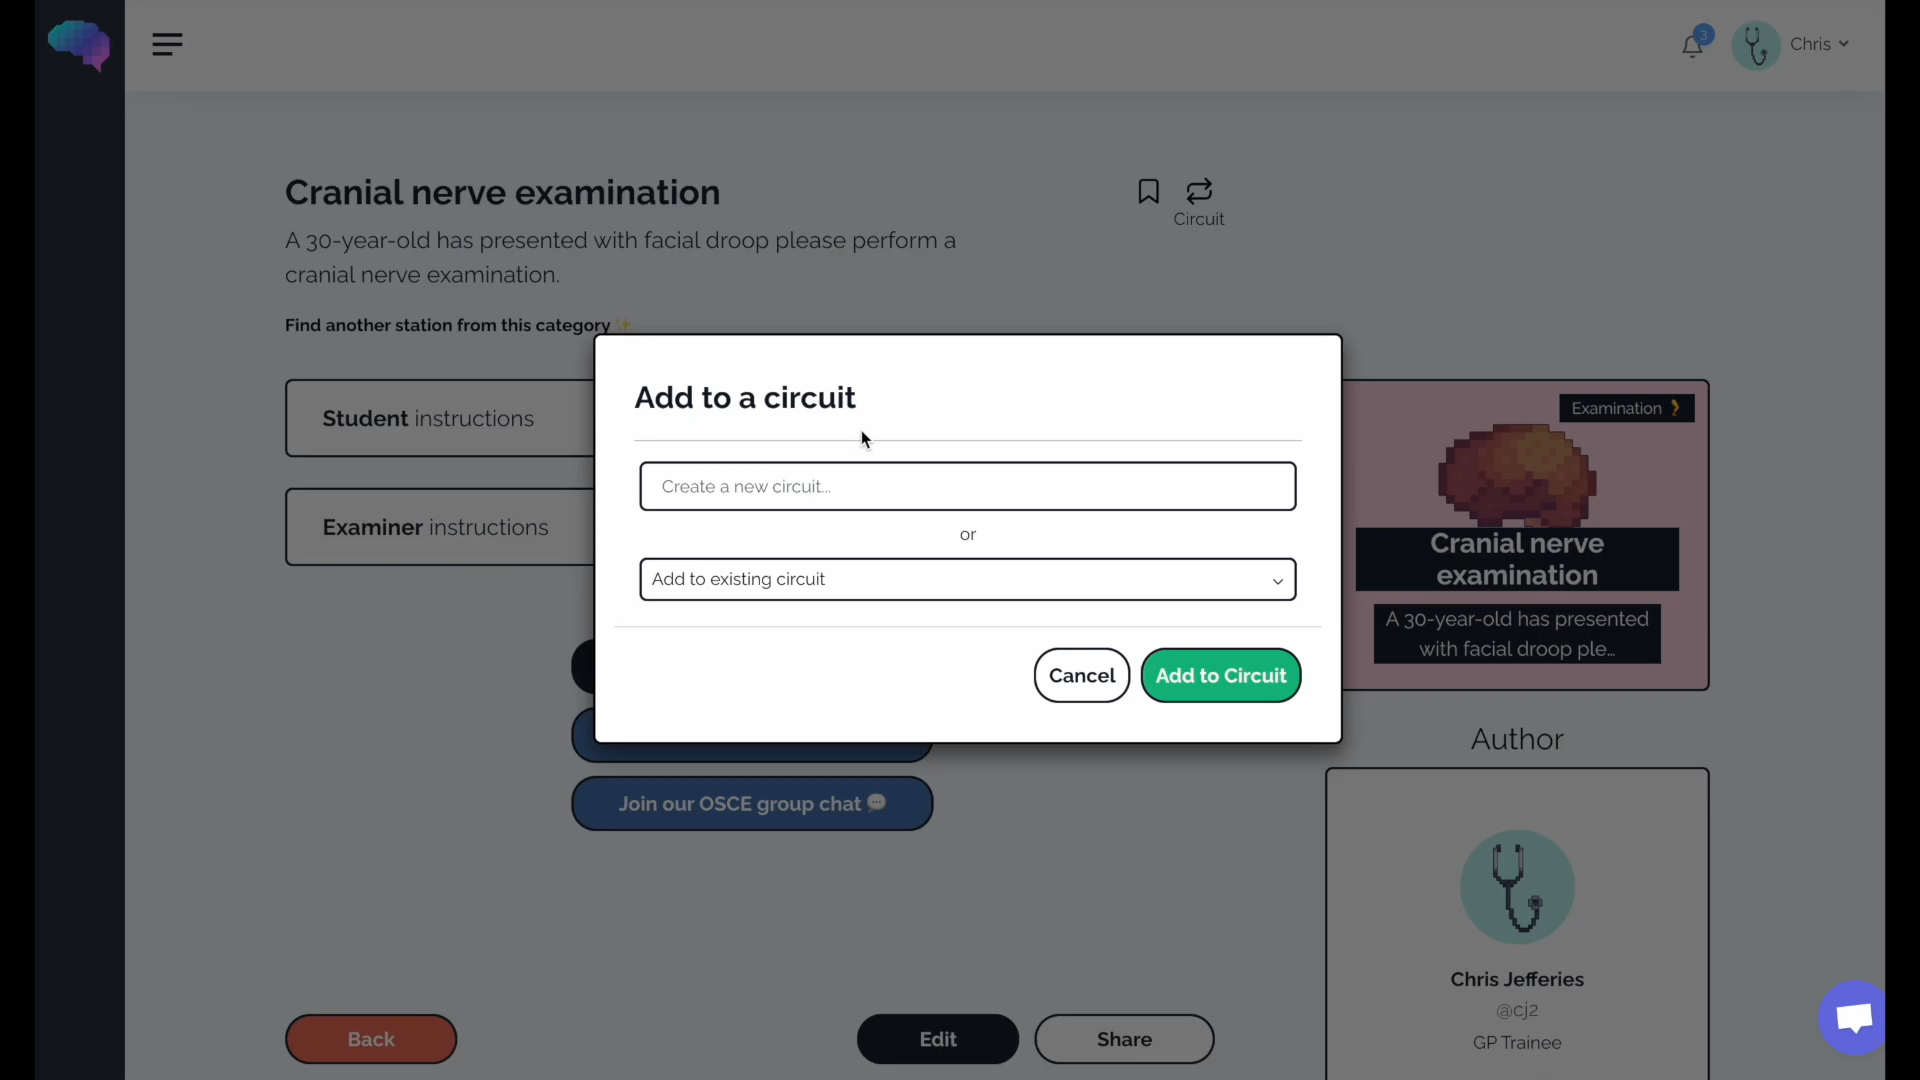 3
Chris
Cranial nerve examination
Circuit
A 30-year-old has presented with facial droop please perform a
cranial nerve examination.
Find another station from this category ✨
Add to a circuit
Student instructions
Examination
Create a new circuit...
Examiner instructions
or
Cranial nerve
examination
Add to existing circuit
A 30-year-old has presented
with facial droop ple...
Cancel
Add to Circuit
Author
Join our OSCE group chat 💬
Chris Jefferies
@cj2
GP Trainee
Back
Edit
Share